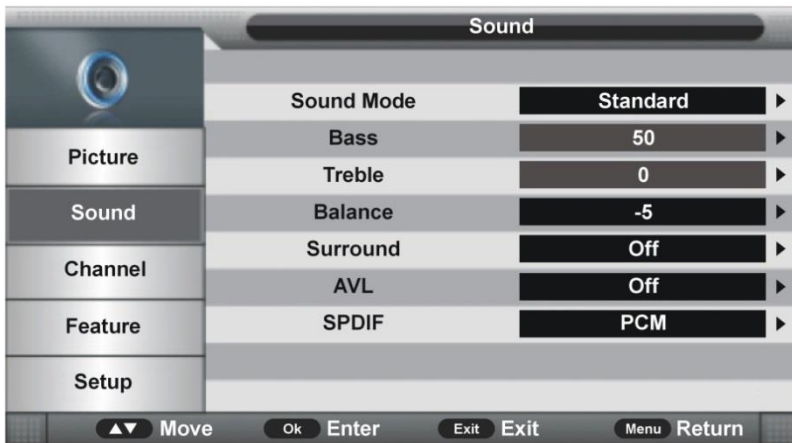 Sound
Picture
Sound
Channel
Feature
Setup
Sound Mode Standard
Bass 50
Treble 0
Balance -5
Surround Off
AVL Off
SPDIF PCM
▲▼ Move Ok Enter Exit Exit Menu Return